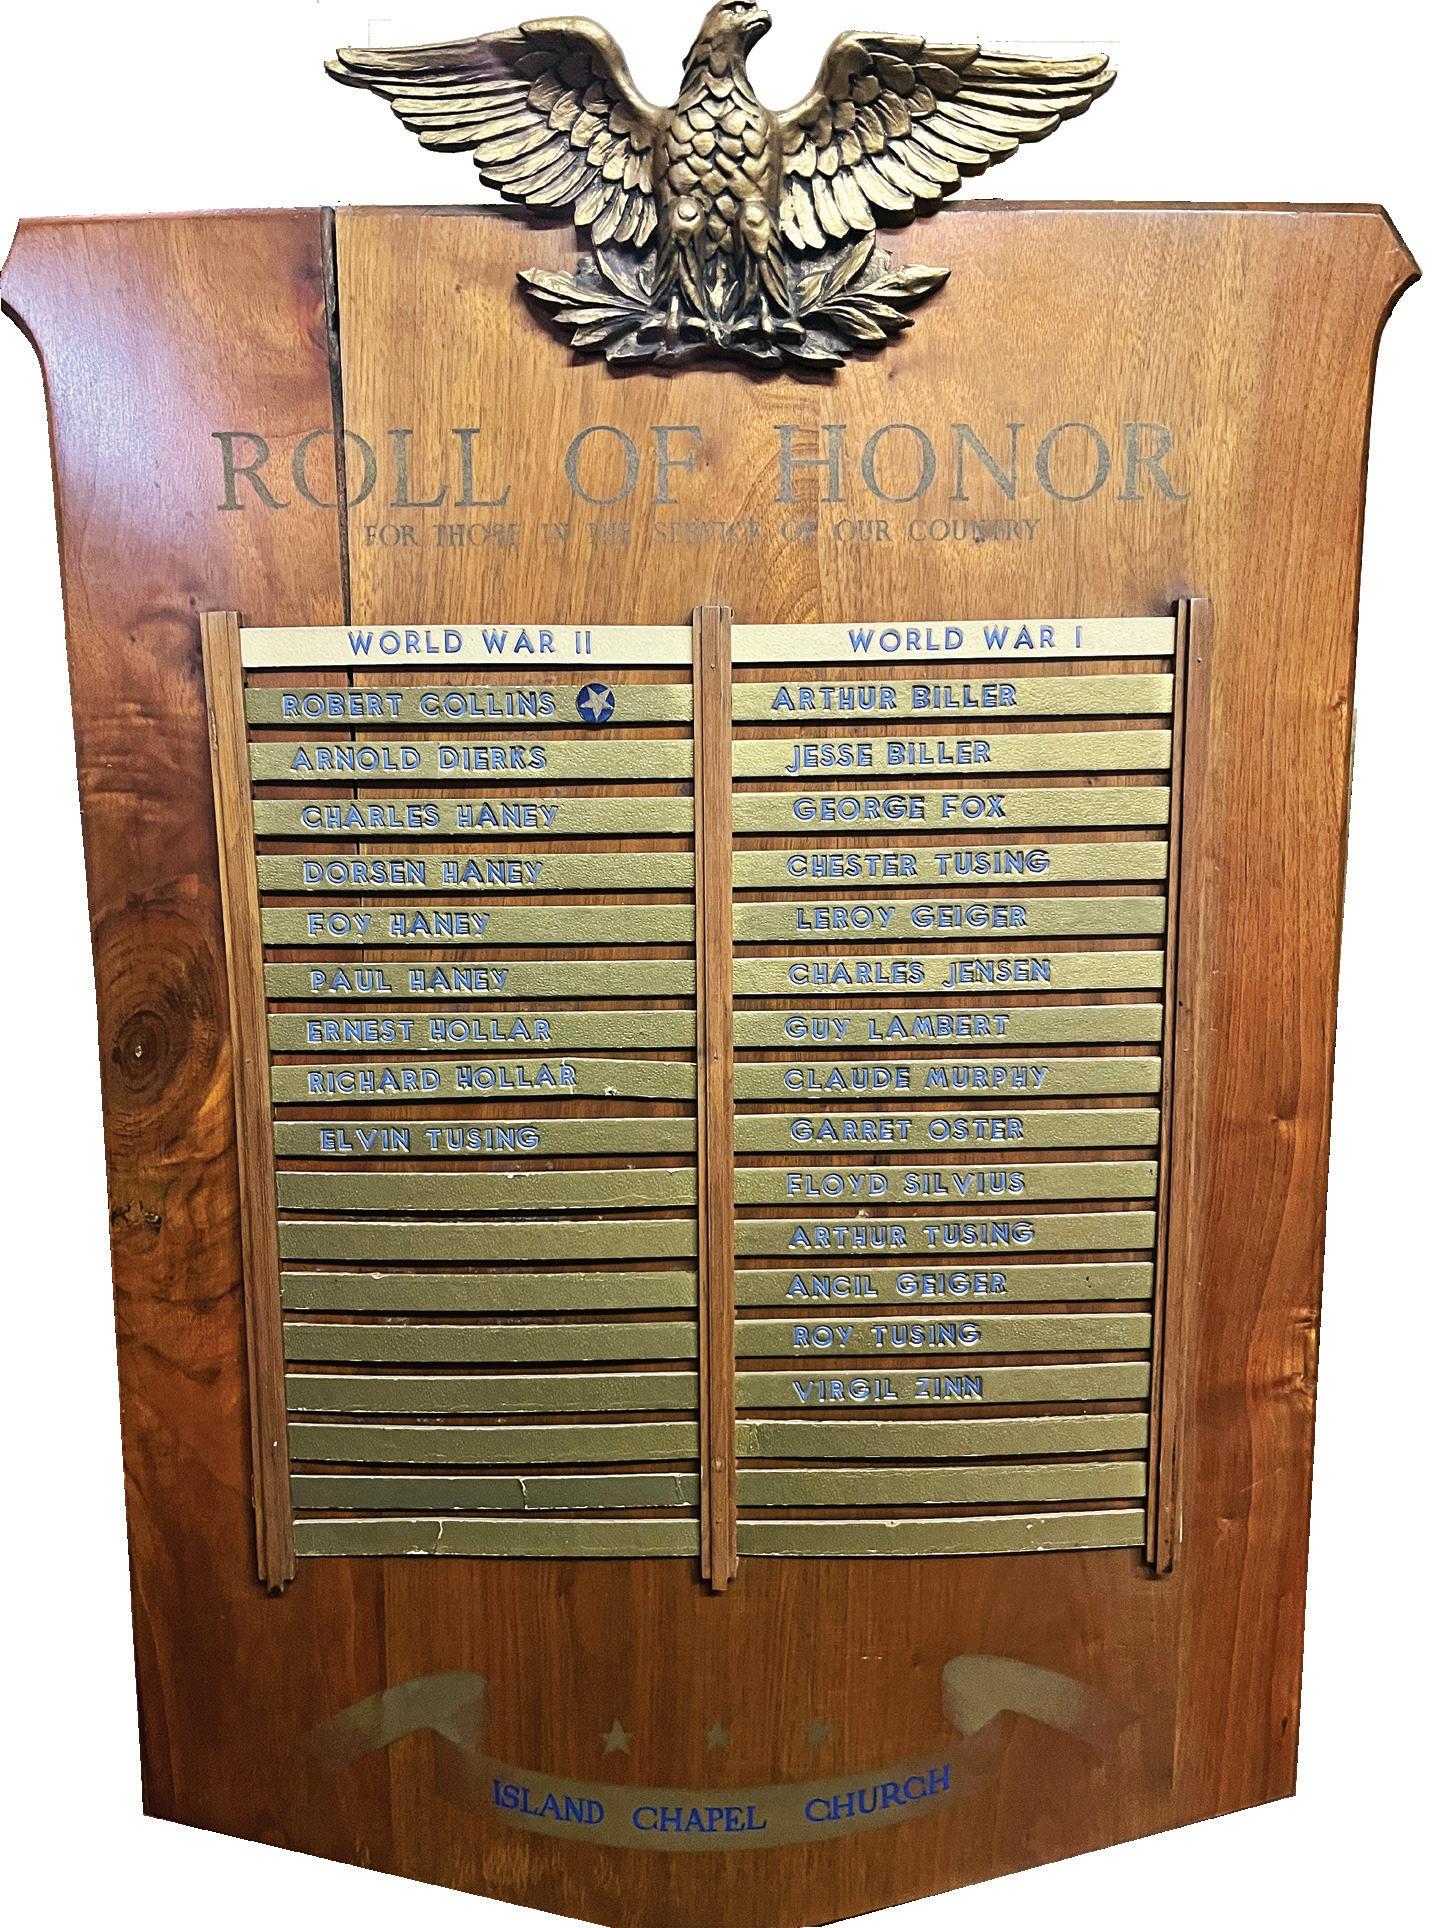 ROLL OF HONOR
FOR THOSE IN THE SERVICE OF OUR COUNTRY
WORLD WAR II
ROBERT COLLINS
ARNOLD DIERKS
CHARLES HANEY
DORSEN HANEY
FOY HANEY
PAUL HANEY
ERNEST HOLLAR
RICHARD HOLLAR
ELVIN TUSING
WORLD WAR I
ARTHUR BILLER
JESSE BILLER
GEORGE FOX
CHESTER TUSING
LEROY GEIGER
CHARLES JENSEN
GUY LAMBERT
CLAUDE MURPHY
GARRET OSTER
FLOYD SILVIUS
ARTHUR TUSING
ANCIL GEIGER
ROY TUSING
VIRGIL ZINN
ISLAND CHAPEL CHURCH